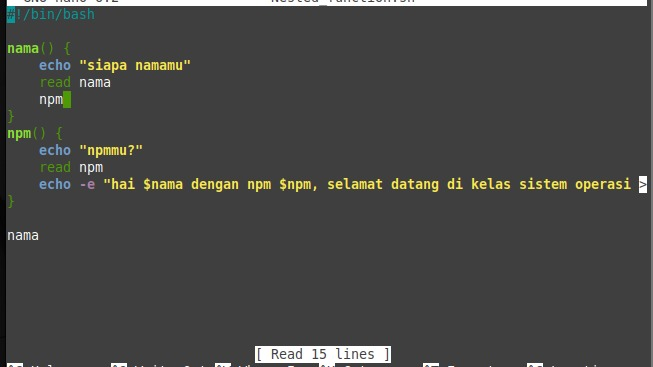 #!/bin/bash
nama() {
    echo "siapa namamu"
    read nama
    npm
}
npm() {
    echo "npmmu?"
    read npm
    echo -e "hai $nama dengan npm $npm, selamat datang di kelas sistem operasi >
}
nama
[ Read 15 lines ]